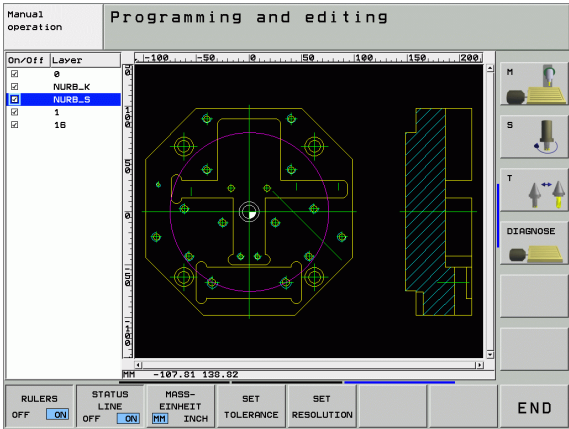 Manual
operation
Programming and editing
On/Off Layer
0
NURB_K
NURB_S
1
16
-100 -50 0 50 100 150 200
M
S
T
DIAGNOSE
MM -107.81 138.82
RULERS
OFF ON
STATUS
LINE
OFF ON
MASS-
EINHEIT
MM INCH
SET
TOLERANCE
SET
RESOLUTION
END